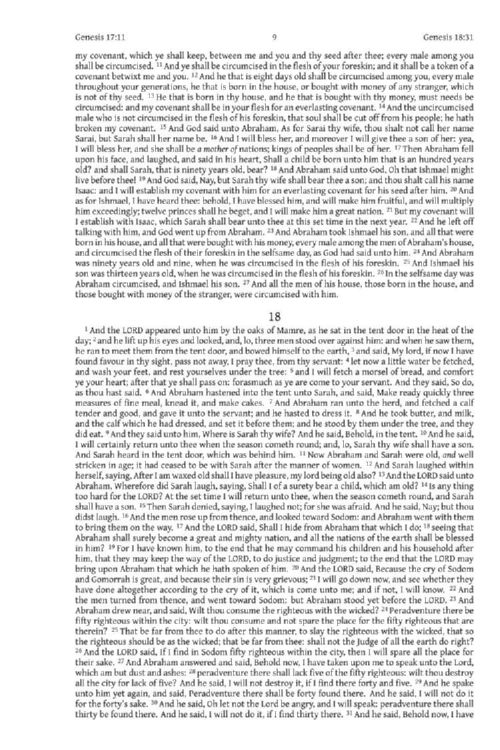 Genesis 17:11 9 Genesis 18:31
my covenant, which ye shall keep, between me and you and thy seed after thee; every male among you
shall be circumcised. 11 And ye shall be circumcised in the flesh of your foreskin; and it shall be a token of a
covenant betwixt me and you. 12 And he that is eight days old shall be circumcised among you, every male
throughout your generations, he that is born in the house, or bought with money of any stranger, which
is not of thy seed. 13 He that is born in thy house, and he that is bought with thy money, must needs be
circumcised: and my covenant shall be in your flesh for an everlasting covenant. 14 And the uncircumcised
male who is not circumcised in the flesh of his foreskin, that soul shall be cut off from his people; he hath
broken my covenant. 15 And God said unto Abraham, As for Sarai thy wife, thou shalt not call her name
Sarai, but Sarah shall her name be. 16 And I will bless her, and moreover I will give thee a son of her: yea,
I will bless her, and she shall be a mother of nations; kings of peoples shall be of her. 17 Then Abraham fell
upon his face, and laughed, and said in his heart, Shall a child be born unto him that is an hundred years
old? and shall Sarah, that is ninety years old, bear? 18 And Abraham said unto God, Oh that Ishmael might
live before thee! 19 And God said, Nay, but Sarah thy wife shall bear thee a son; and thou shalt call his name
Isaac: and I will establish my covenant with him for an everlasting covenant for his seed after him. 20 And
as for Ishmael, I have heard thee: behold, I have blessed him, and will make him fruitful, and will multiply
him exceedingly; twelve princes shall he beget, and I will make him a great nation. 21 But my covenant will
I establish with Isaac, which Sarah shall bear unto thee at this set time in the next year. 22 And he left off
talking with him, and God went up from Abraham. 23 And Abraham took Ishmael his son, and all that were
born in his house, and all that were bought with his money, every male among the men of Abraham's house,
and circumcised the flesh of their foreskin in the selfsame day, as God had said unto him. 24 And Abraham
was ninety years old and nine, when he was circumcised in the flesh of his foreskin. 25 And Ishmael his
son was thirteen years old, when he was circumcised in the flesh of his foreskin. 26 In the selfsame day was
Abraham circumcised, and Ishmael his son. 27 And all the men of his house, those born in the house, and
those bought with money of the stranger, were circumcised with him.
18
1 And the LORD appeared unto him by the oaks of Mamre, as he sat in the tent door in the heat of the
day; 2 and he lift up his eyes and looked, and, lo, three men stood over against him: and when he saw them,
he ran to meet them from the tent door, and bowed himself to the earth, 3 and said, My lord, if now I have
found favour in thy sight, pass not away, I pray thee, from thy servant: 4 let now a little water be fetched,
and wash your feet, and rest yourselves under the tree: 5 and I will fetch a morsel of bread, and comfort
ye your heart; after that ye shall pass on: forasmuch as ye are come to your servant. And they said, So do,
as thou hast said. 6 And Abraham hastened into the tent unto Sarah, and said, Make ready quickly three
measures of fine meal, knead it, and make cakes. 7 And Abraham ran unto the herd, and fetched a calf
tender and good, and gave it unto the servant; and he hasted to dress it. 8 And he took butter, and milk,
and the calf which he had dressed, and set it before them; and he stood by them under the tree, and they
did eat. 9 And they said unto him, Where is Sarah thy wife? And he said, Behold, in the tent. 10 And he said,
I will certainly return unto thee when the season cometh round; and, lo, Sarah thy wife shall have a son.
And Sarah heard in the tent door, which was behind him. 11 Now Abraham and Sarah were old, and well
stricken in age; it had ceased to be with Sarah after the manner of women. 12 And Sarah laughed within
herself, saying, After I am waxed old shall I have pleasure, my lord being old also? 13 And the LORD said unto
Abraham, Wherefore did Sarah laugh, saying, Shall I of a surety bear a child, which am old? 14 Is any thing
too hard for the LORD? At the set time I will return unto thee, when the season cometh round, and Sarah
shall have a son. 15 Then Sarah denied, saying, I laughed not; for she was afraid. And he said, Nay; but thou
didst laugh. 16 And the men rose up from thence, and looked toward Sodom: and Abraham went with them
to bring them on the way. 17 And the LORD said, Shall I hide from Abraham that which I do; 18 seeing that
Abraham shall surely become a great and mighty nation, and all the nations of the earth shall be blessed
in him? 19 For I have known him, to the end that he may command his children and his household after
him, that they may keep the way of the LORD, to do justice and judgment; to the end that the LORD may
bring upon Abraham that which he hath spoken of him. 20 And the LORD said, Because the cry of Sodom
and Gomorrah is great, and because their sin is very grievous; 21 I will go down now, and see whether they
have done altogether according to the cry of it, which is come unto me; and if not, I will know. 22 And
the men turned from thence, and went toward Sodom: but Abraham stood yet before the LORD. 23 And
Abraham drew near, and said, Wilt thou consume the righteous with the wicked? 24 Peradventure there be
fifty righteous within the city: wilt thou consume and not spare the place for the fifty righteous that are
therein? 25 That be far from thee to do after this manner, to slay the righteous with the wicked, that so
the righteous should be as the wicked; that be far from thee: shall not the Judge of all the earth do right?
26 And the LORD said, If I find in Sodom fifty righteous within the city, then I will spare all the place for
their sake. 27 And Abraham answered and said, Behold now, I have taken upon me to speak unto the Lord,
which am but dust and ashes: 28 peradventure there shall lack five of the fifty righteous: wilt thou destroy
all the city for lack of five? And he said, I will not destroy it, if I find there forty and five. 29 And he spake
unto him yet again, and said, Peradventure there shall be forty found there. And he said, I will not do it
for the forty's sake. 30 And he said, Oh let not the Lord be angry, and I will speak: peradventure there shall
thirty be found there. And he said, I will not do it, if I find thirty there. 31 And he said, Behold now, I have